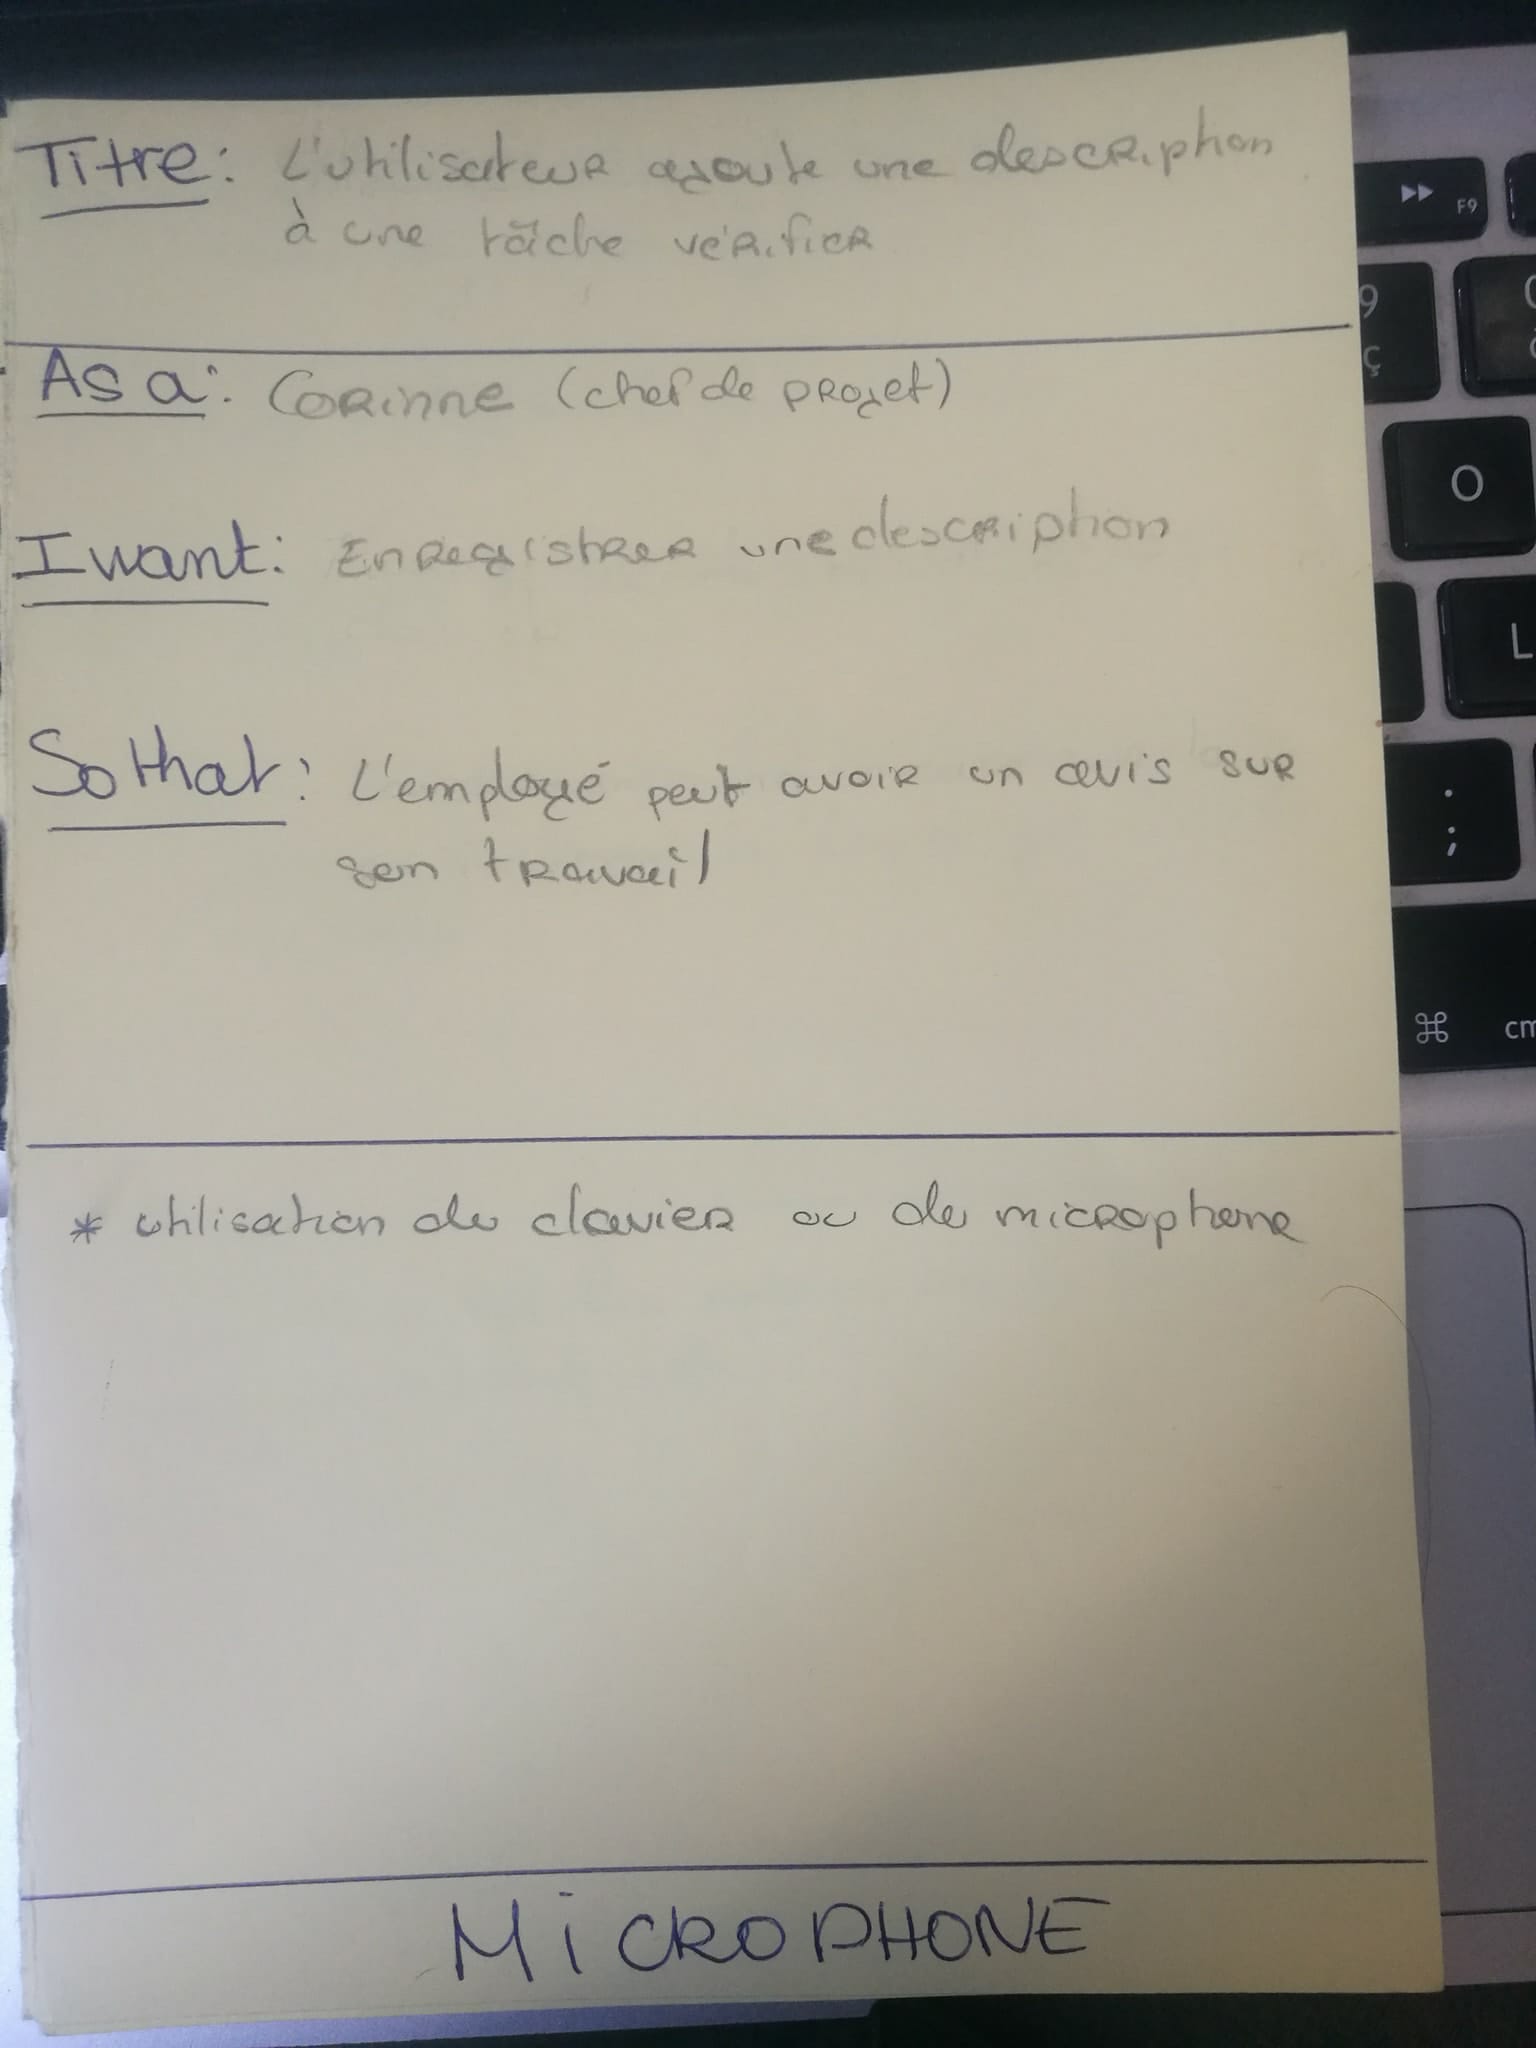 Titre: L'utilisateur ajoute une description
à une tâche vérifier
As a: Corinne (chef de projet)
I want: Enregistrer une description
So that: L'employé peut avoir un avis sur
son travail
* utilisation du clavier ou du microphone
MICROPHONE
F9
9
Ç
O
L
.
;
⌘
cm